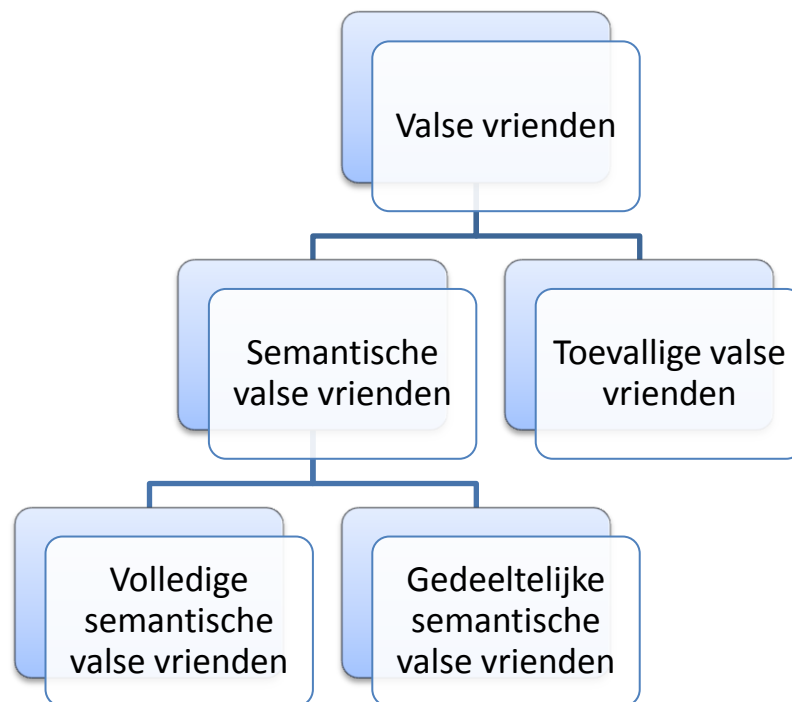 Valse vrienden
Semantische
valse vrienden
Toevallige valse
vrienden
Volledige
semantische
valse vrienden
Gedeeltelijke
semantische
valse vrienden